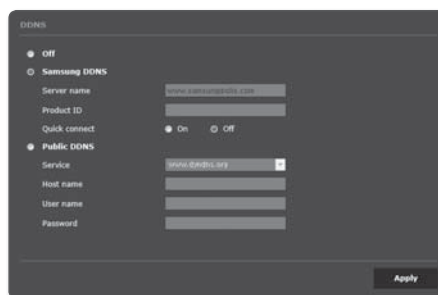 DDNS
Off
Samsung DDNS
Server name www.samsungddns.com
Product ID
Quick connect On Off
Public DDNS
Service www.dyndns.org
Host name
User name
Password
Apply